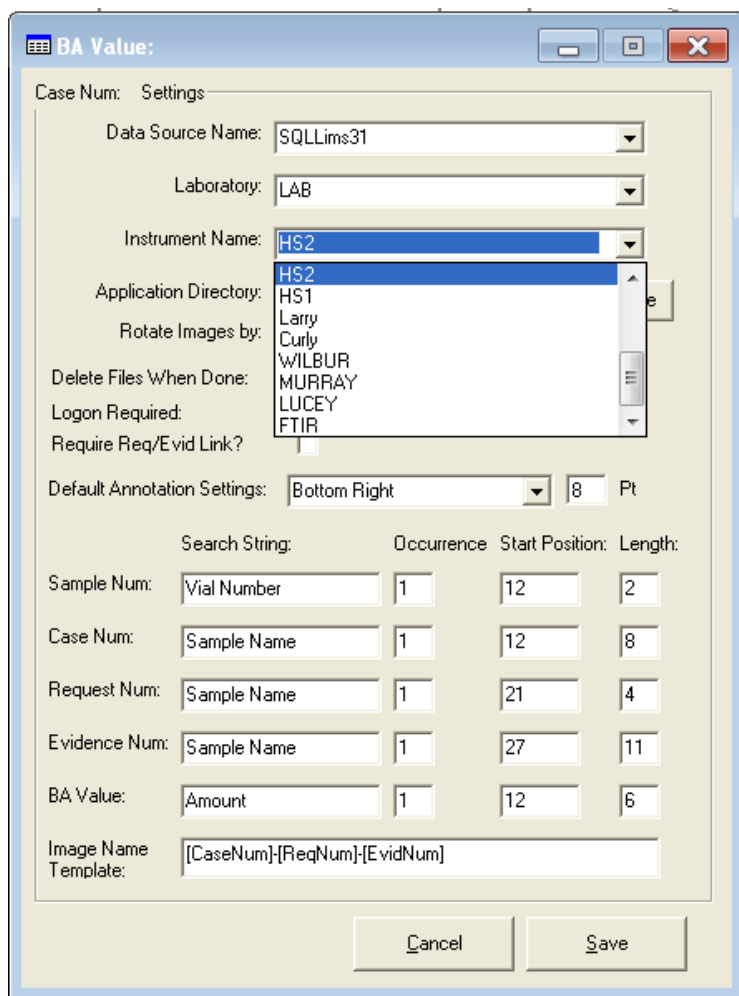 BA Value:
Case Num: Settings
Data Source Name: SQLLims31
Laboratory: LAB
Instrument Name: HS2
HS2
Application Directory: HS1 e
Larry
Rotate Images by: Curly
WILBUR
Delete Files When Done: MURRAY
Logon Required: LUCEY
FTIR
Require Req/Evid Link?
Default Annotation Settings: Bottom Right 8 Pt
Search String: Occurrence Start Position: Length:
Sample Num: Vial Number 1 12 2
Case Num: Sample Name 1 12 8
Request Num: Sample Name 1 21 4
Evidence Num: Sample Name 1 27 11
BA Value: Amount 1 12 6
Image Name
Template: [CaseNum]-[ReqNum]-[EvidNum]
Cancel Save